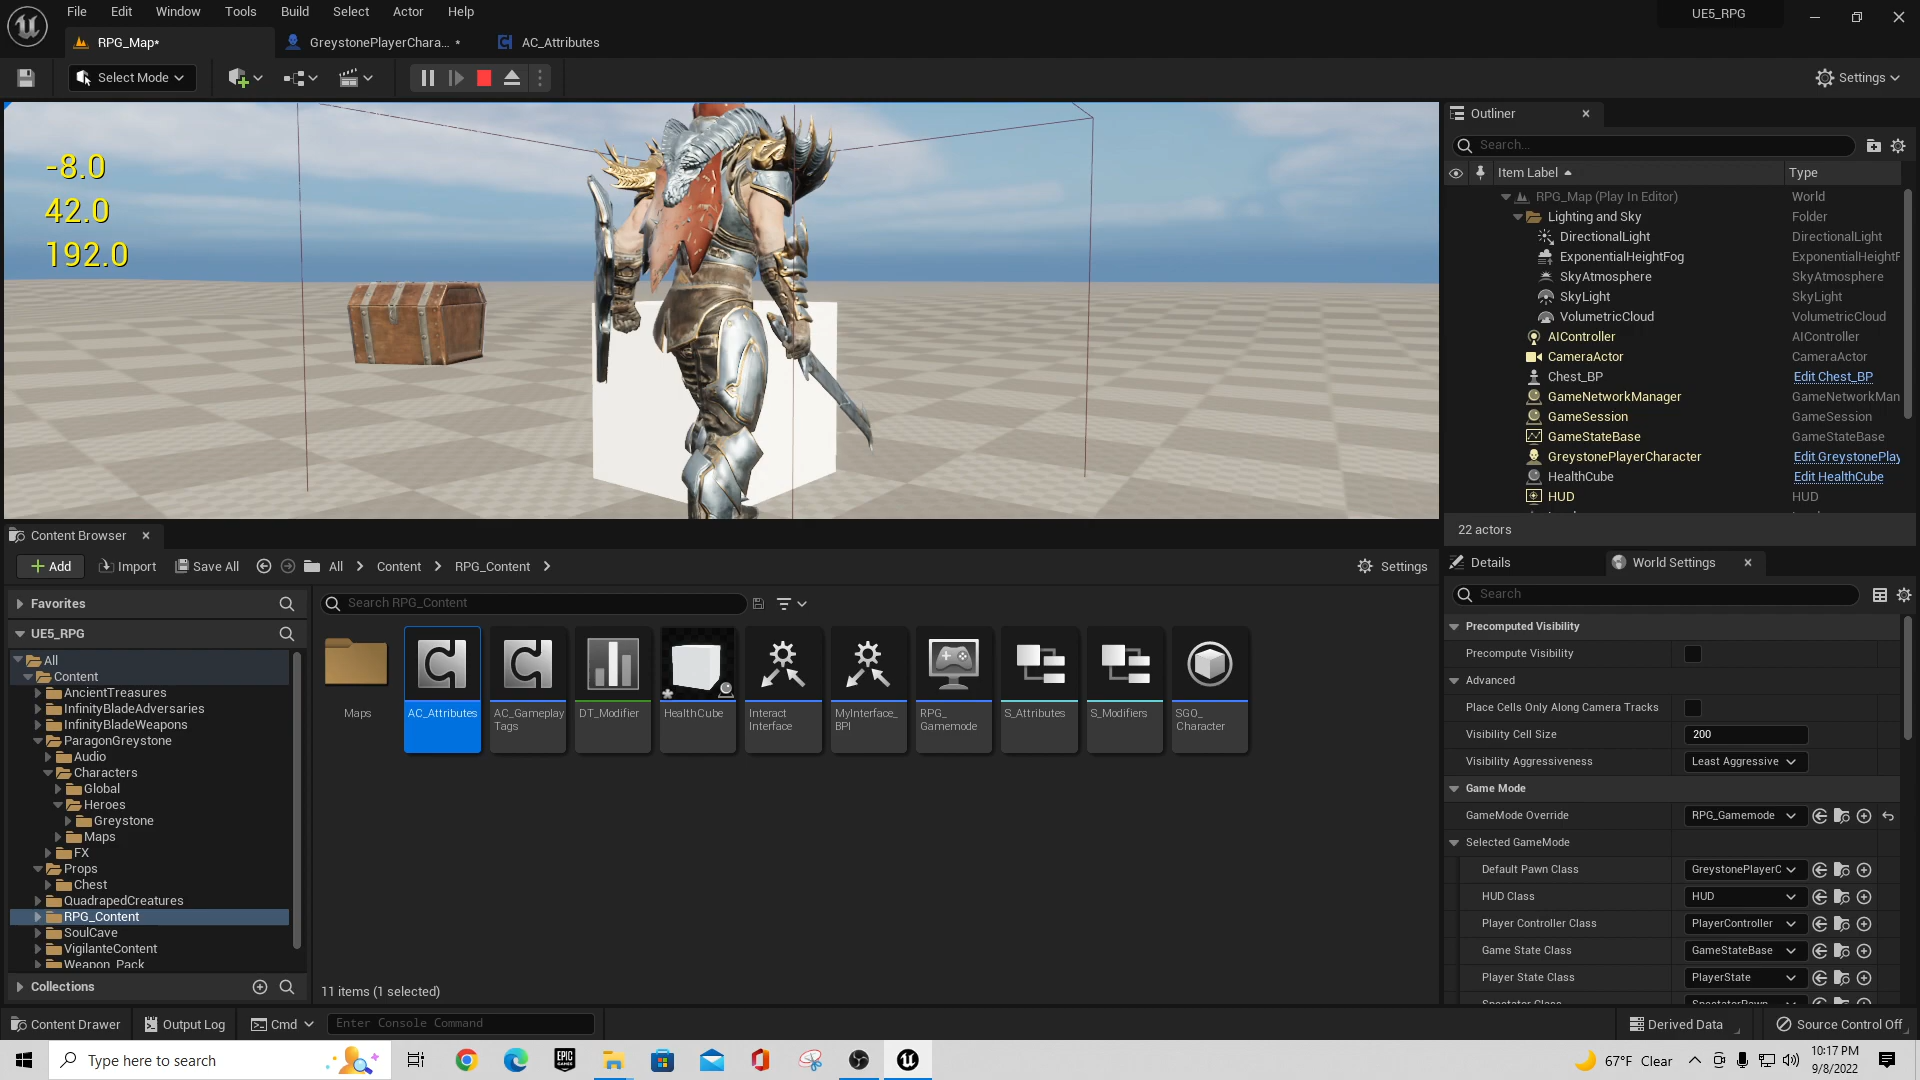 File Edit Window Tools Build Select Actor Help
UE5_RPG
RPG_Map*
GreystonePlayerChara... *
AC_Attributes
Select Mode
Settings
-8.0
42.0
192.0
Outliner
Search...
Item Label
Type
RPG_Map (Play In Editor) World
Lighting and Sky Folder
DirectionalLight DirectionalLight
ExponentialHeightFog ExponentialHeightF
SkyAtmosphere SkyAtmosphere
SkyLight SkyLight
VolumetricCloud VolumetricCloud
AIController AIController
CameraActor CameraActor
Chest_BP Edit Chest_BP
GameNetworkManager GameNetworkMan
GameSession GameSession
GameStateBase GameStateBase
GreystonePlayerCharacter Edit GreystonePlay
HealthCube Edit HealthCube
HUD HUD
22 actors
Content Browser
Add Import Save All All Content RPG_Content
Settings
Favorites
Search RPG_Content
UE5_RPG
All
Content
AncientTreasures
InfinityBladeAdversaries
InfinityBladeWeapons
ParagonGreystone
Audio
Characters
Global
Heroes
Greystone
Maps
FX
Props
Chest
QuadrapedCreatures
RPG_Content
SoulCave
VigilanteContent
Weapon_Pack
Collections
Maps
AC_Attributes
AC_Gameplay
Tags
DT_Modifier
HealthCube
Interact
Interface
MyInterface_
BPI
RPG_
Gamemode
S_Attributes
S_Modifiers
SGO_
Character
11 items (1 selected)
Details
World Settings
Search
Precomputed Visibility
Precompute Visibility
Advanced
Place Cells Only Along Camera Tracks
Visibility Cell Size 200
Visibility Aggressiveness Least Aggressive
Game Mode
GameMode Override RPG_Gamemode
Selected GameMode
Default Pawn Class GreystonePlayerC
HUD Class HUD
Player Controller Class PlayerController
Game State Class GameStateBase
Player State Class PlayerState
Spectator Class SpectatorPawn
Content Drawer Output Log Cmd Enter Console Command
Derived Data Source Control Off
Type here to search
EPIC
GAMES
67°F Clear
10:17 PM
9/8/2022